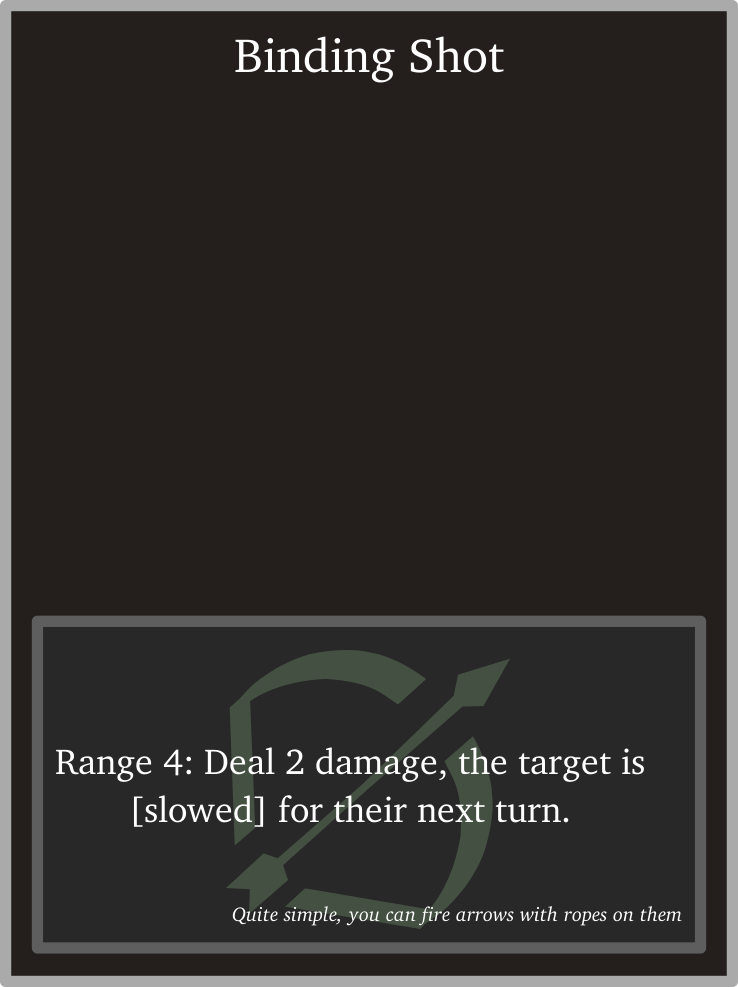 Binding Shot
Range 4: Deal 2 damage, the target is
[slowed] for their next turn.
Quite simple, you can fire arrows with ropes on them